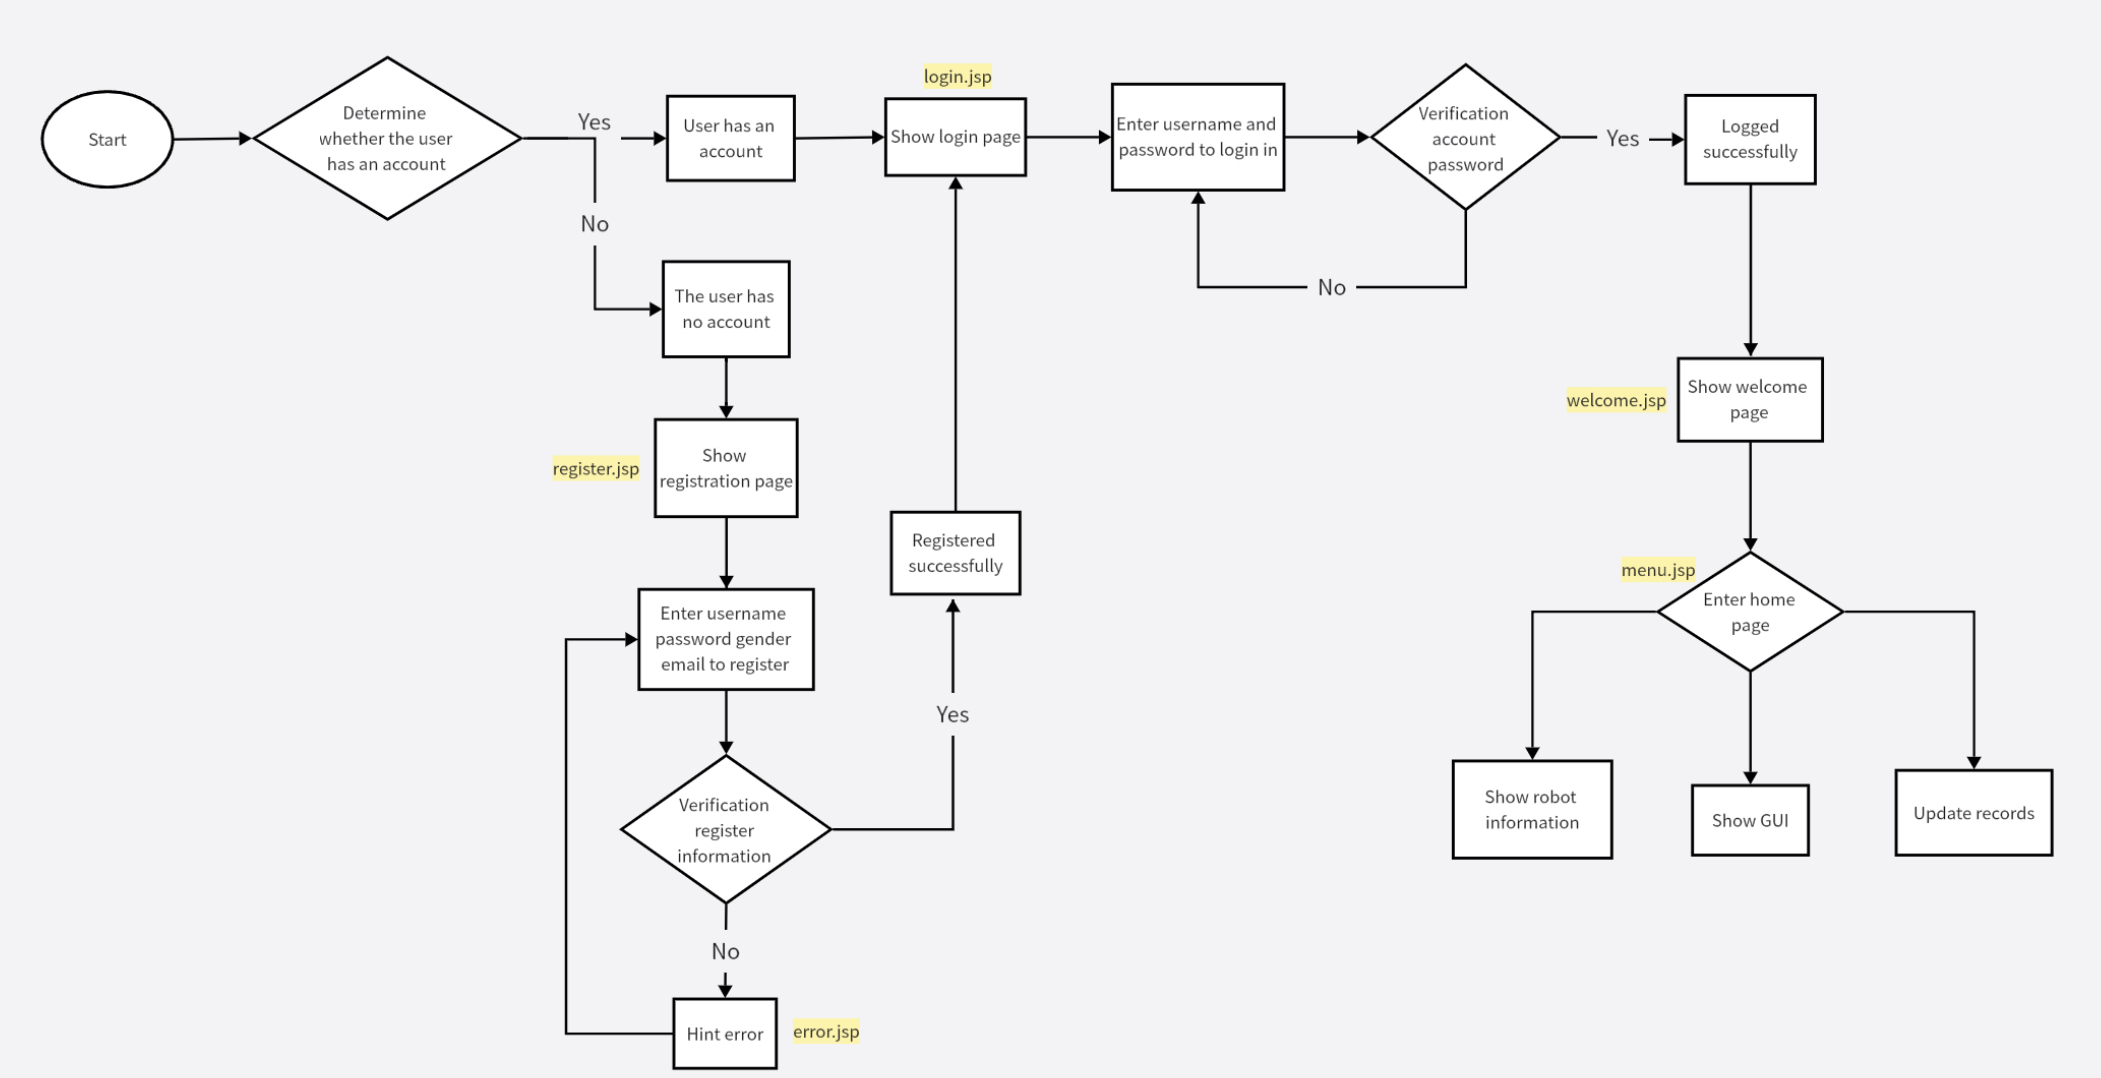 Start
Determine
whether the user
has an account
Yes
User has an
account
login.jsp
Show login page
Enter username and
password to login in
Verification
account
password
Yes
Logged
successfully
No
No
The user has
no account
register.jsp
Show
registration page
Enter username
password gender
email to register
Verification
register
information
Yes
Registered
successfully
No
Hint error
error.jsp
welcome.jsp
Show welcome
page
menu.jsp
Enter home
page
Show robot
information
Show GUI
Update records